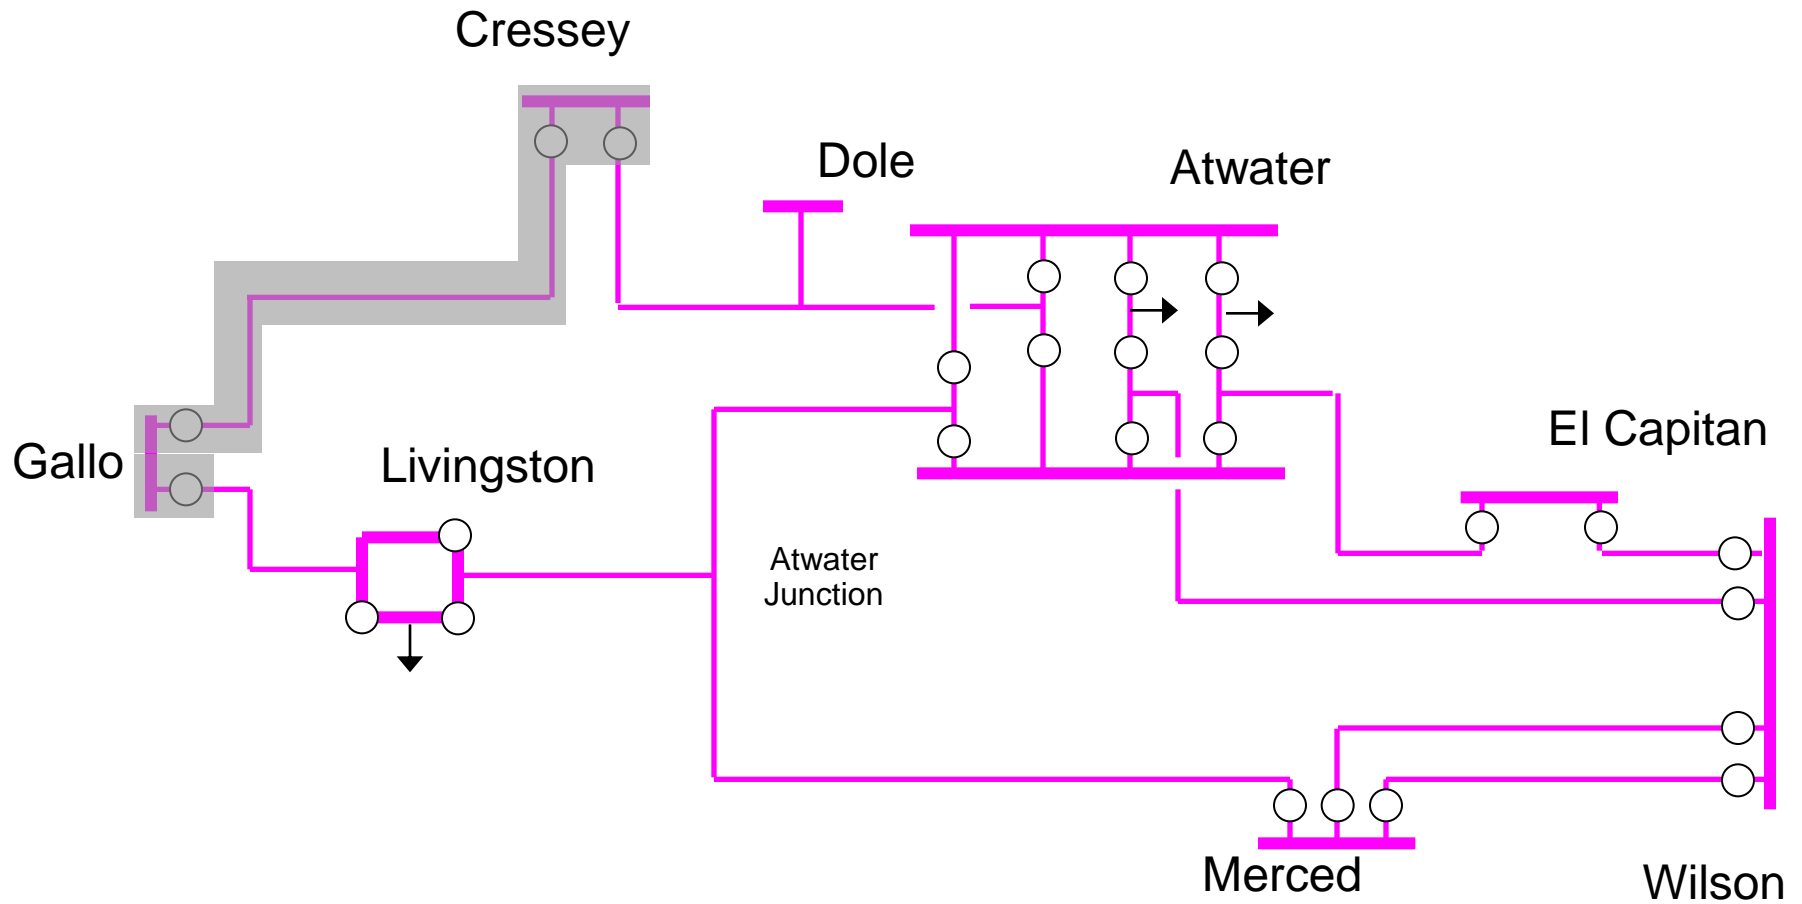 Cressey
Dole
Atwater
El Capitan
Gallo
Livingston
Atwater
Junction
Merced
Wilson